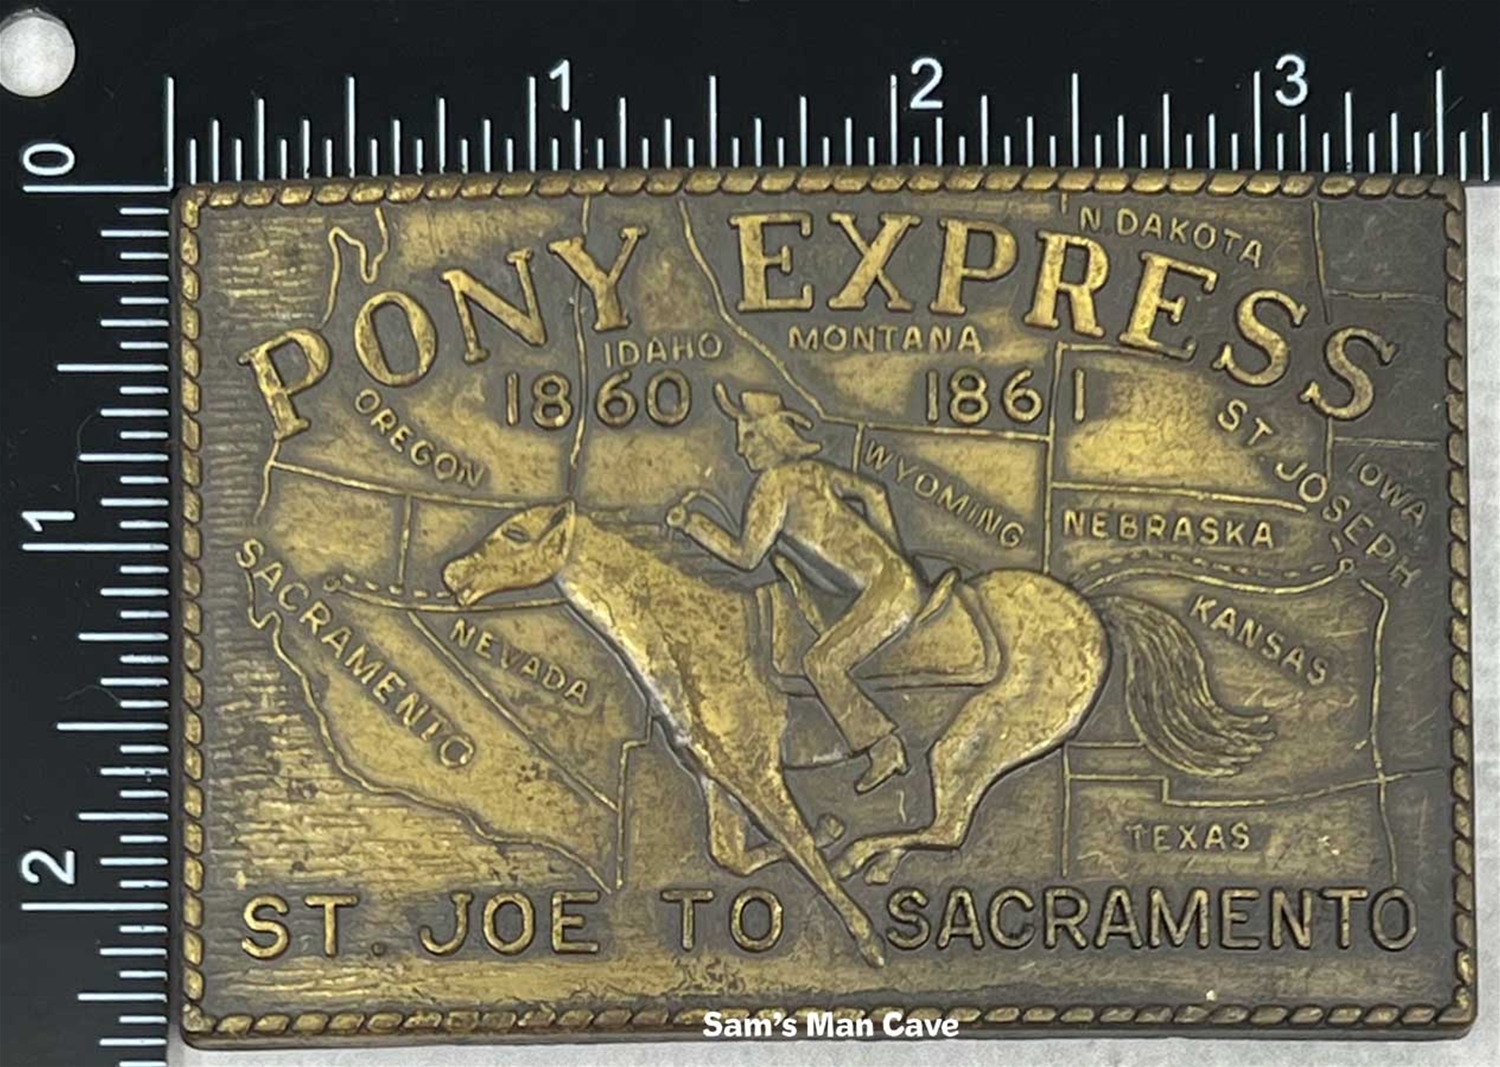 1 2 3
0
1
2
N. DAKOTA
PONY EXPRESS
IDAHO MONTANA
1860 1861
OREGON
ST. JOSEPH
IOWA
WYOMING
NEBRASKA
SACRAMENTO
NEVADA
KANSAS
TEXAS
ST. JOE TO SACRAMENTO
Sam's Man Cave